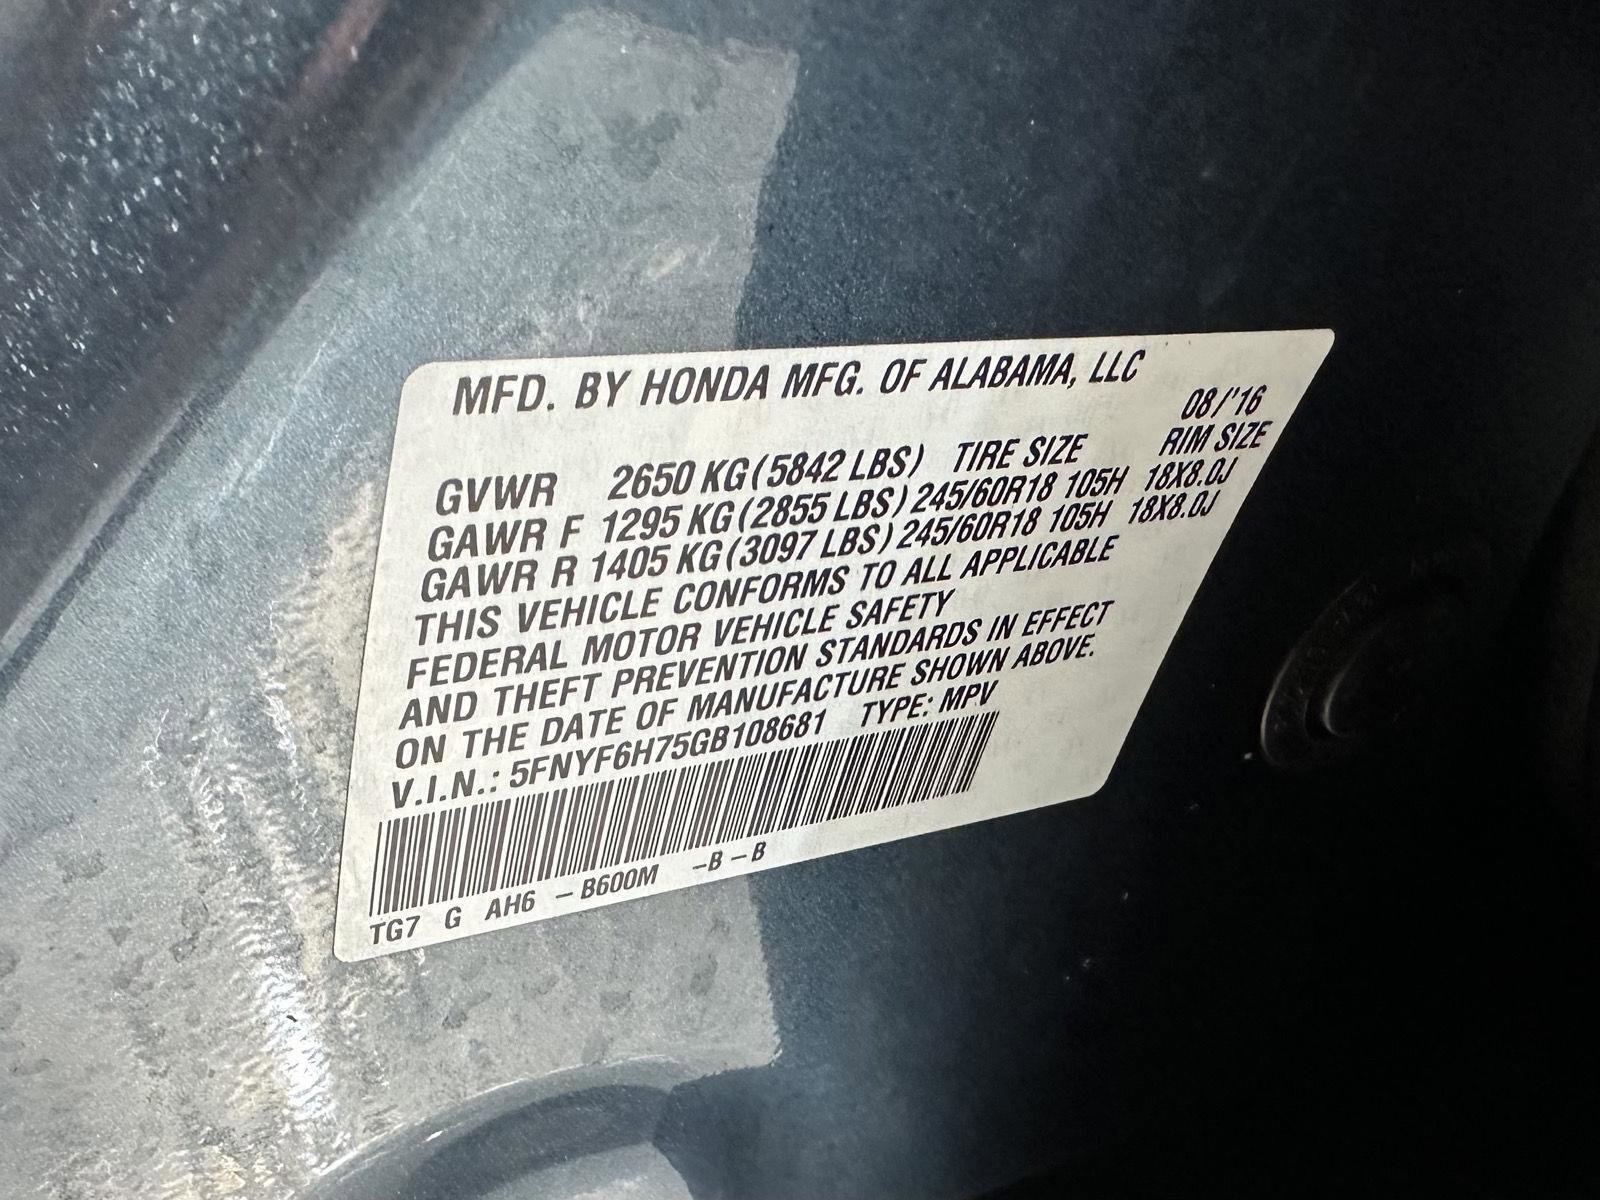 MFD. BY HONDA MFG. OF ALABAMA, LLC
08/'16
GVWR 2650 KG(5842 LBS) TIRE SIZE RIM SIZE
GAWR F 1295 KG(2855 LBS) 245/60R18 105H 18X8.0J
GAWR R 1405 KG(3097 LBS) 245/60R18 105H 18X8.0J
THIS VEHICLE CONFORMS TO ALL APPLICABLE
FEDERAL MOTOR VEHICLE SAFETY
AND THEFT PREVENTION STANDARDS IN EFFECT
ON THE DATE OF MANUFACTURE SHOWN ABOVE.
V.I.N.: 5FNYF6H75GB108681 TYPE: MPV
TG7 G AH6 -B600M -B-B